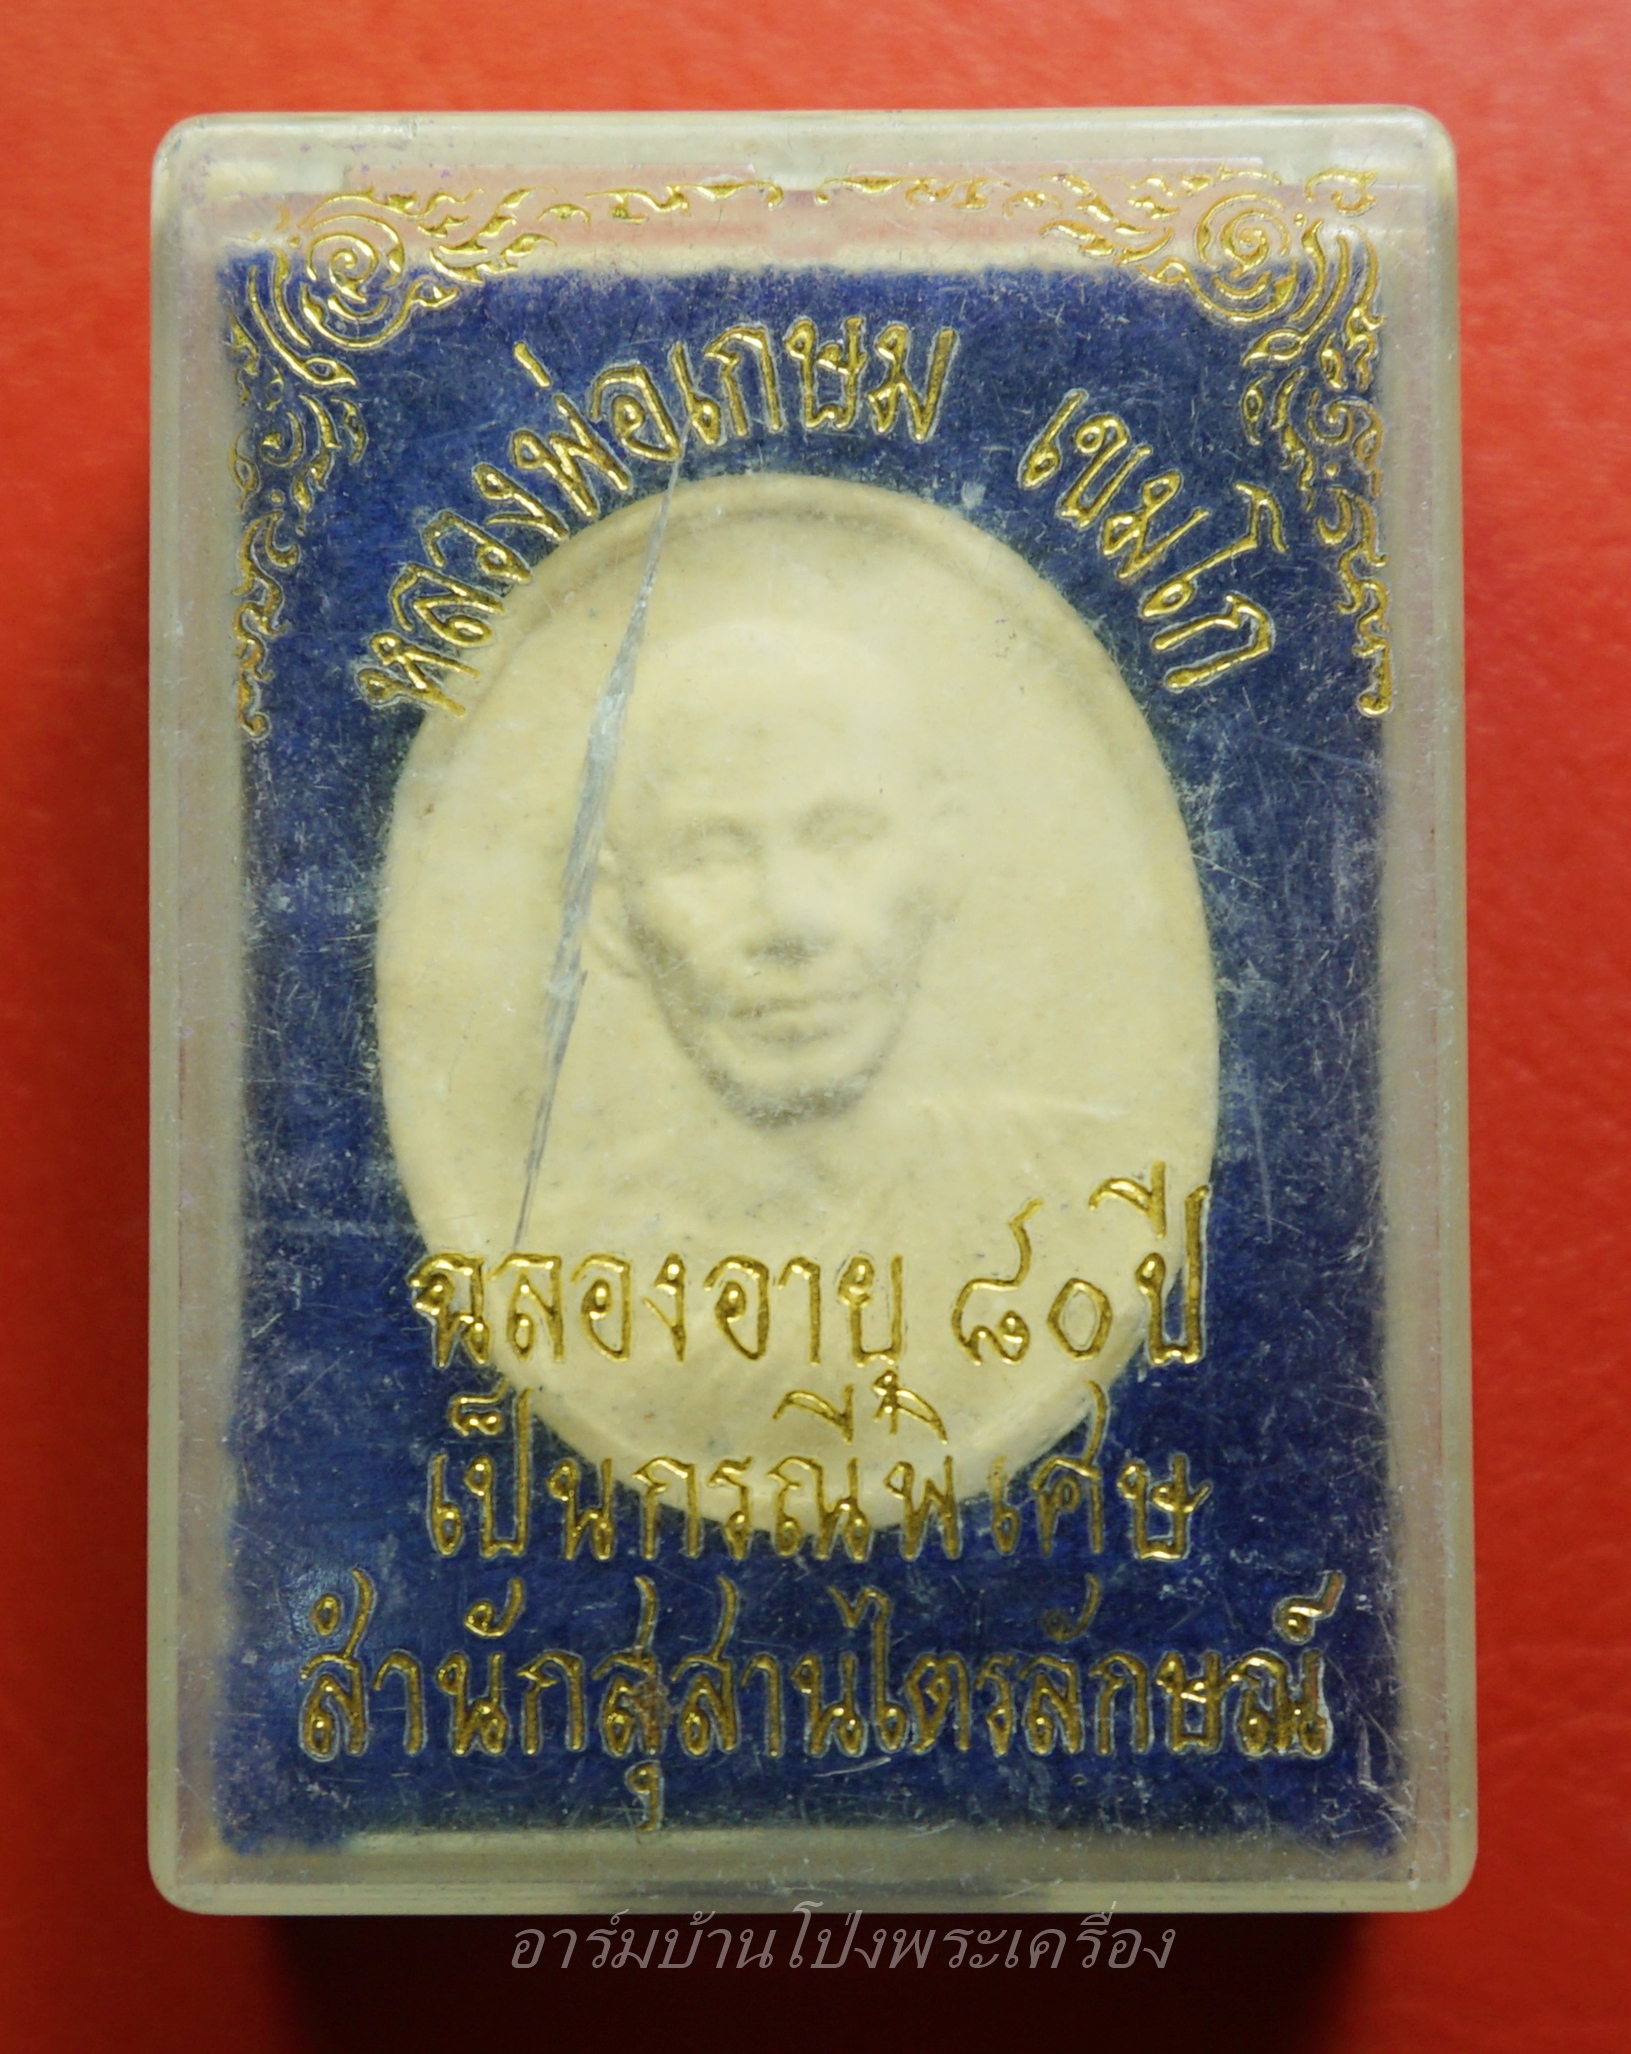 หลวงพ่อเกษม เขมโก
ฉลองอายุ ๘๐ปี
เป็นกรณีพิเศษ
สำนักสุสานไตรลักษณ์
อาร์มบ้านโป่งพระเครื่อง